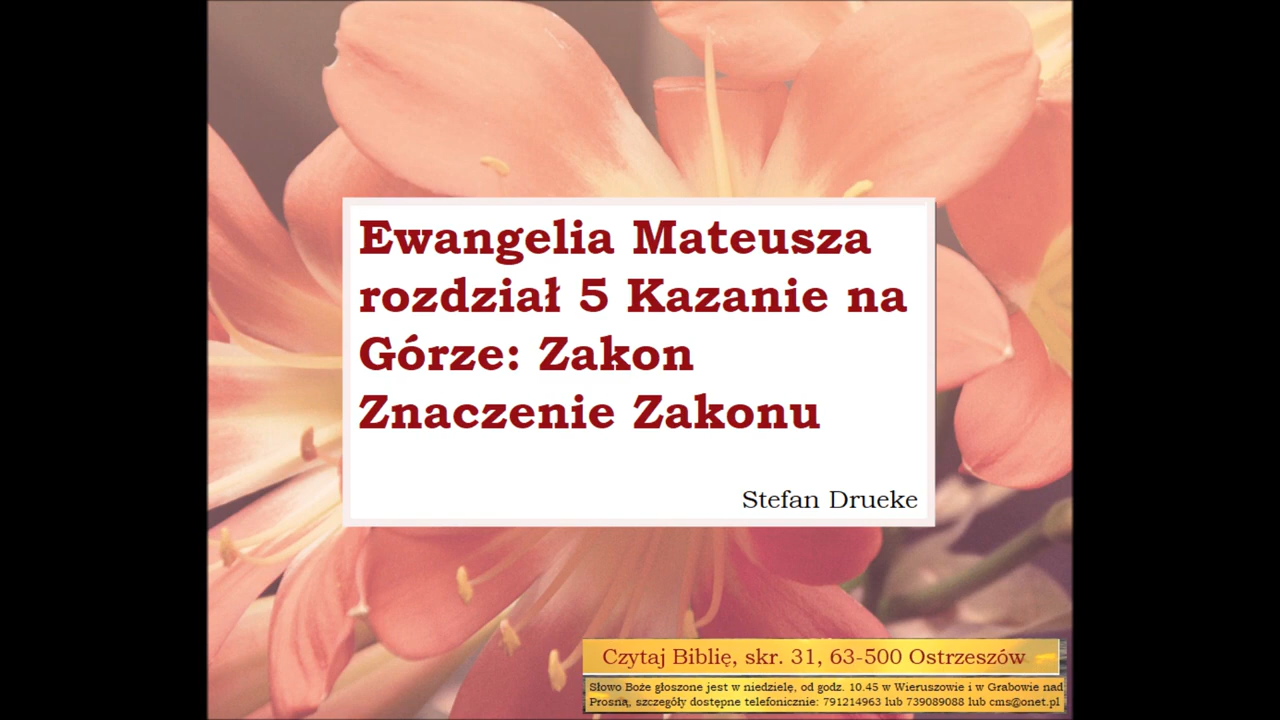 Ewangelia Mateusza
rozdział 5 Kazanie na
Górze: Zakon
Znaczenie Zakonu
Stefan Drueke
Czytaj Biblię, skr. 31, 63-500 Ostrzeszów
Słowo Boże głoszone jest w niedzielę, od godz. 10.45 w Wieruszowie i w Grabowie nad
Prosną, szczegóły dostępne telefonicznie: 791214963 lub 739089088 lub cms@onet.pl